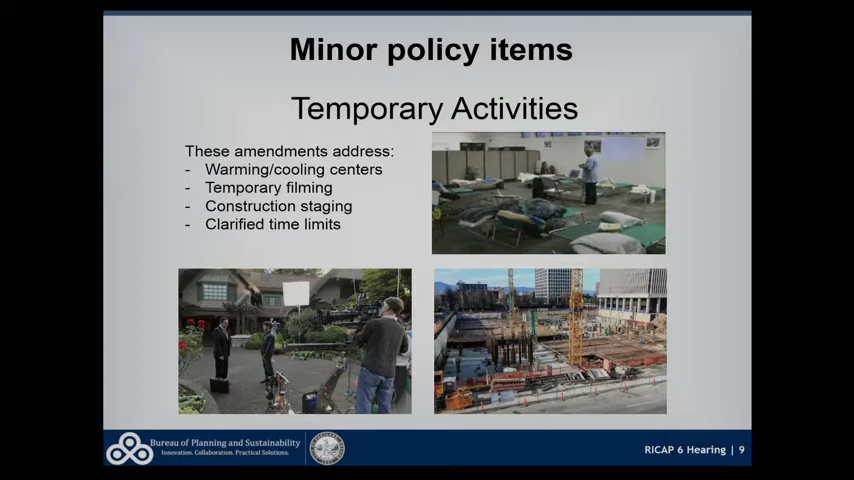 Minor policy items
Temporary Activities
These amendments address:
- Warming/cooling centers
- Temporary filming
- Construction staging
- Clarified time limits
Bureau of Planning and Sustainability
Innovation. Collaboration. Practical Solutions.
RICAP 6 Hearing | 9